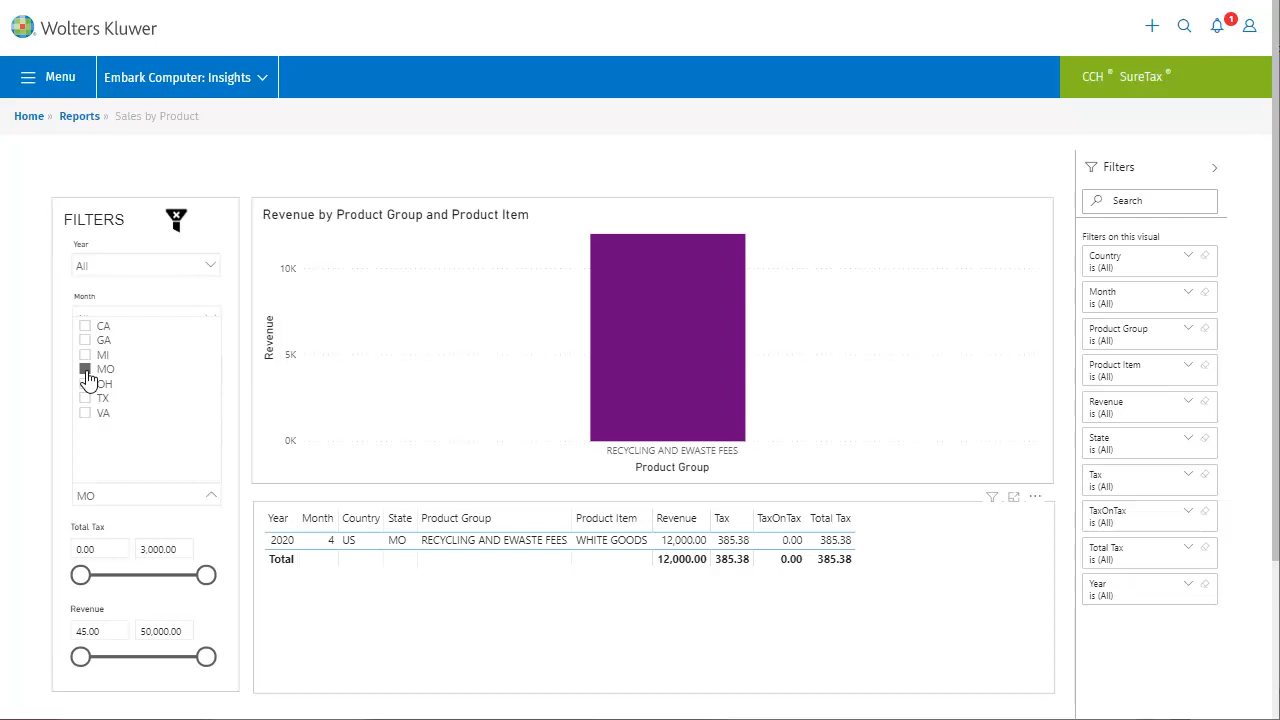 Wolters Kluwer
1
Menu
Embark Computer: Insights
CCH ® SureTax ®
Home » Reports » Sales by Product
FILTERS
Year
All
Month
CA
GA
MI
MO
OH
TX
VA
MO
Total Tax
0.00 3,000.00
Revenue
45.00 50,000.00
Revenue by Product Group and Product Item
Revenue
10K
5K
0K
RECYCLING AND EWASTE FEES
Product Group
Year Month Country State Product Group Product Item Revenue Tax TaxOnTax Total Tax
2020 4 US MO RECYCLING AND EWASTE FEES WHITE GOODS 12,000.00 385.38 0.00 385.38
Total 12,000.00 385.38 0.00 385.38
Filters
Search
Filters on this visual
Country
is (All)
Month
is (All)
Product Group
is (All)
Product Item
is (All)
Revenue
is (All)
State
is (All)
Tax
is (All)
TaxOnTax
is (All)
Total Tax
is (All)
Year
is (All)